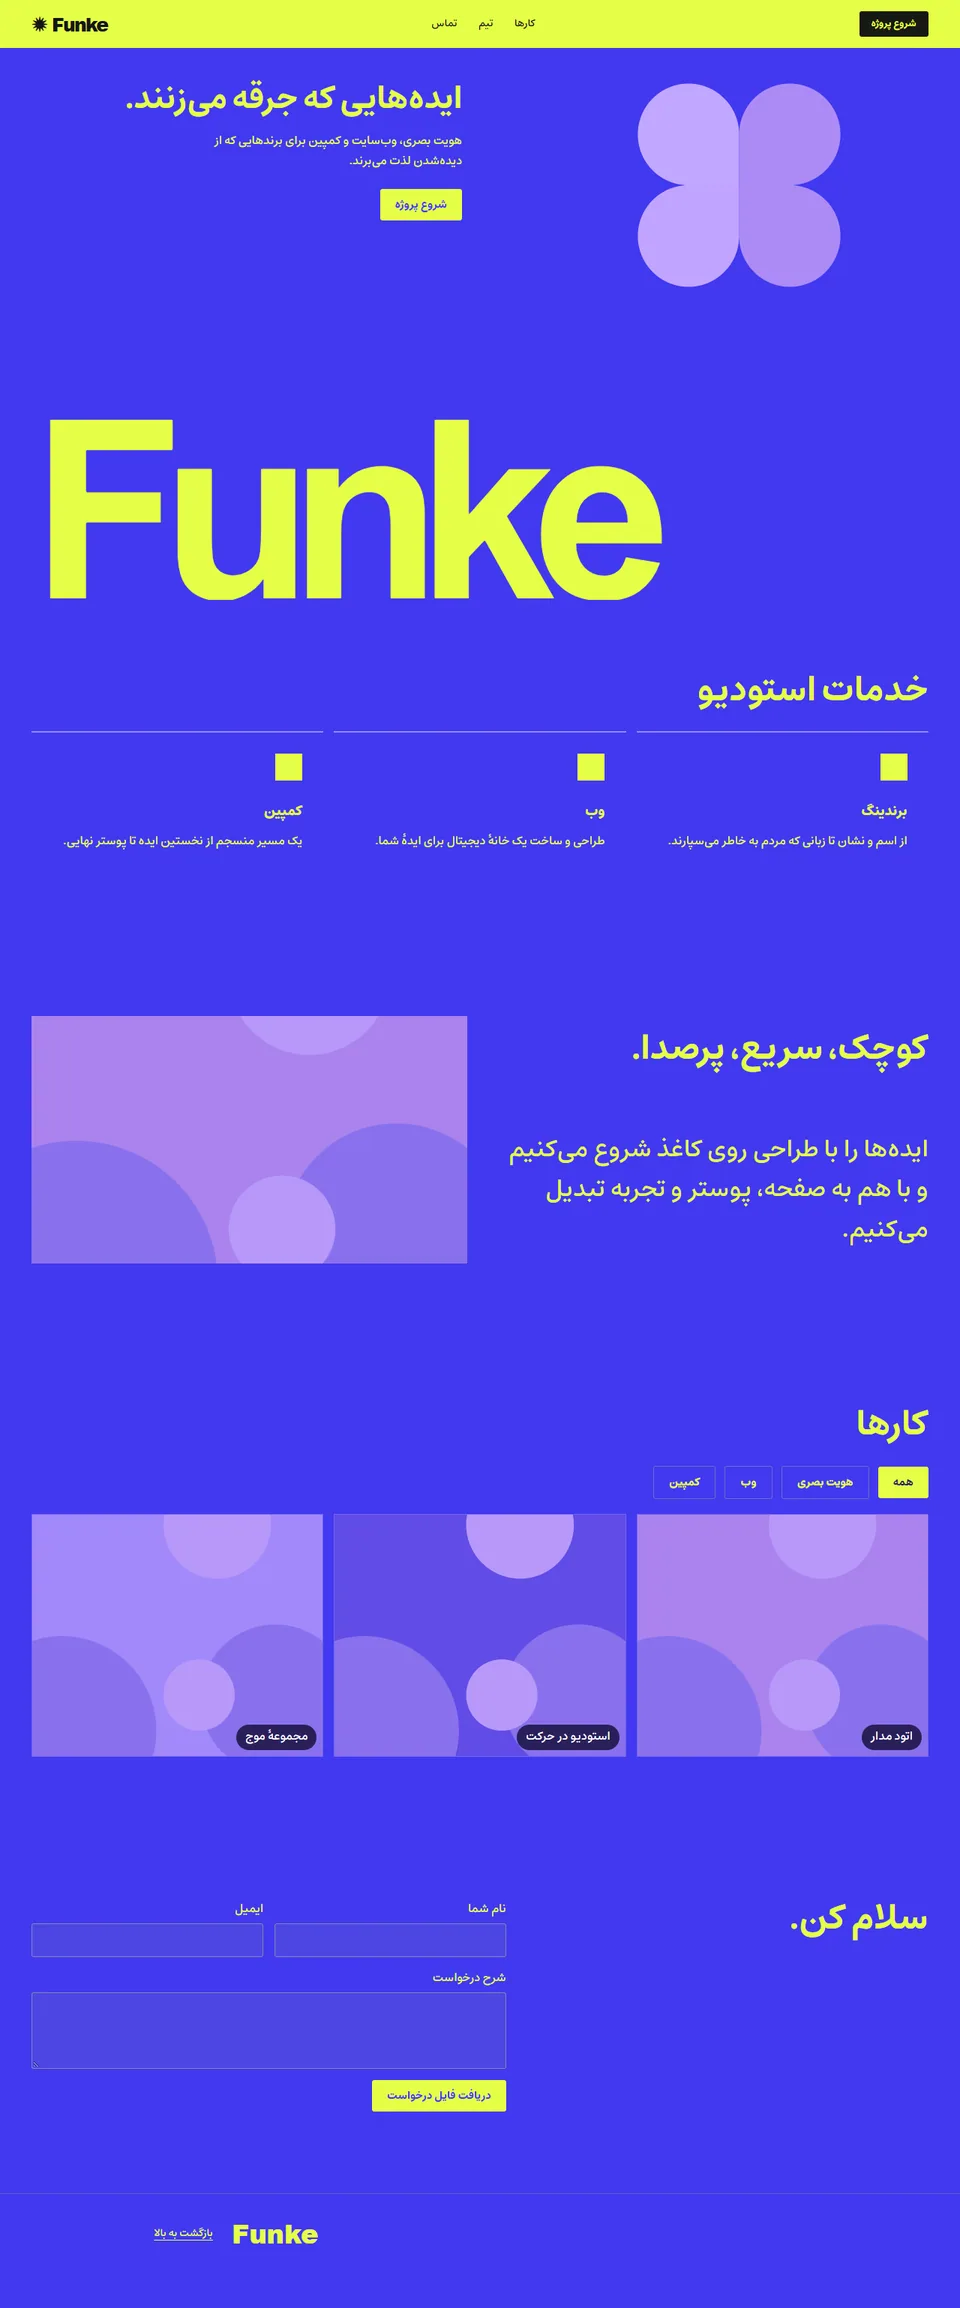 شروع پروژه
کارها
تیم
تماس
Funke
ایده‌هایی که جرقه می‌زنند.
هویت بصری، وب‌سایت و کمپین برای برندهایی که از
دیده‌شدن لذت می‌برند.
شروع پروژه
Funke
خدمات استودیو
برندینگ
از اسم و نشان تا زبانی که مردم به خاطر می‌سپارند.
وب
طراحی و ساخت یک خانهٔ دیجیتال برای ایدهٔ شما.
کمپین
یک مسیر منسجم از نخستین ایده تا پوستر نهایی.
کوچک، سریع، پرصدا.
ایده‌ها را با طراحی روی کاغذ شروع می‌کنیم
و با هم به صفحه، پوستر و تجربه تبدیل
می‌کنیم.
کارها
همه
هویت بصری
وب
کمپین
اتود مدار
استودیو در حرکت
مجموعهٔ موج
سلام کن.
نام شما
ایمیل
شرح درخواست
دریافت فایل درخواست
Funke
بازگشت به بالا